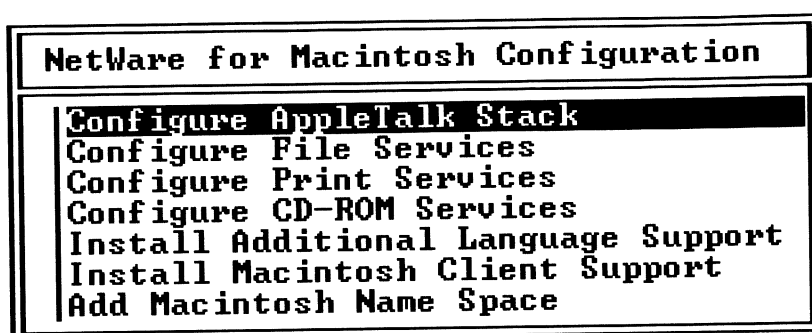 NetWare for Macintosh Configuration
Configure AppleTalk Stack
Configure File Services
Configure Print Services
Configure CD-ROM Services
Install Additional Language Support
Install Macintosh Client Support
Add Macintosh Name Space